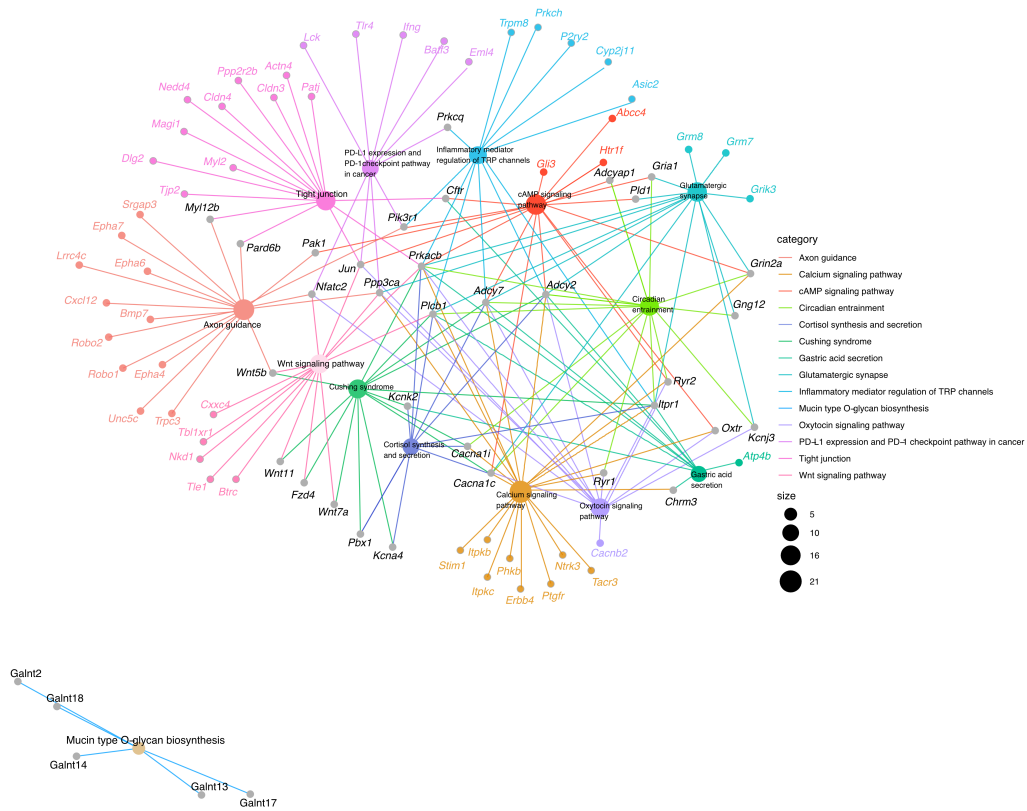 Lck
Tlr4
Ifng
Baff3
Eml4
Trpm8
Prkch
P2ry2
Cyp2j11
Asic2
Abcc4
Nedd4
Ppp2r2b
Actn4
Cldn4
Cldn3
Patj
Magi1
Dlg2
Myl2
Tjp2
Prkcq
PD-L1 expression and
PD-1checkpoint pathway
in cancer
Inflammatory mediator
regulation of TRP channels
Gli3
Htr1f
Adcyap1
Grm8
Grm7
Gria1
Pld1
Glutamatergic
synapse
Grik3
Tight junction
Cftr
cAMP signaling
pathway
Srgap3
Myl12b
Pik3r1
Epha7
Pard6b
Pak1
Lrrc4c
Epha6
Jun
Prkacb
Grin2a
Cxcl12
Bmp7
Nfatc2
Ppp3ca
Plcb1
Adcy7
Adcy2
Circadian
entrainment
Gng12
Axon guidance
Robo2
Robo1
Epha4
Wnt5b
Wnt signaling pathway
Cushing syndrome
Kcnk2
Ryr2
Itpr1
Unc5c
Trpc3
Cxxc4
Tbl1xr1
Nkd1
Tle1
Btrc
Wnt11
Fzd4
Wnt7a
Pbx1
Kcna4
Cortisol synthesis
and secretion
Cacna1i
Cacna1c
Calcium signaling
pathway
Ryr1
Oxytocin signaling
pathway
Oxtr
Kcnj3
Atp4b
Gastric acid
secretion
Chrm3
Cacnb2
Stim1
Itpkb
Phkb
Ntrk3
Tacr3
Itpkc
Erbb4
Ptgfr
category
Axon guidance
Calcium signaling pathway
cAMP signaling pathway
Circadian entrainment
Cortisol synthesis and secretion
Cushing syndrome
Gastric acid secretion
Glutamatergic synapse
Inflammatory mediator regulation of TRP channels
Mucin type O-glycan biosynthesis
Oxytocin signaling pathway
PD-L1 expression and PD-1 checkpoint pathway in cancer
Tight junction
Wnt signaling pathway
size
5
10
16
21
Galnt2
Galnt18
Mucin type O-glycan biosynthesis
Galnt14
Galnt13
Galnt17